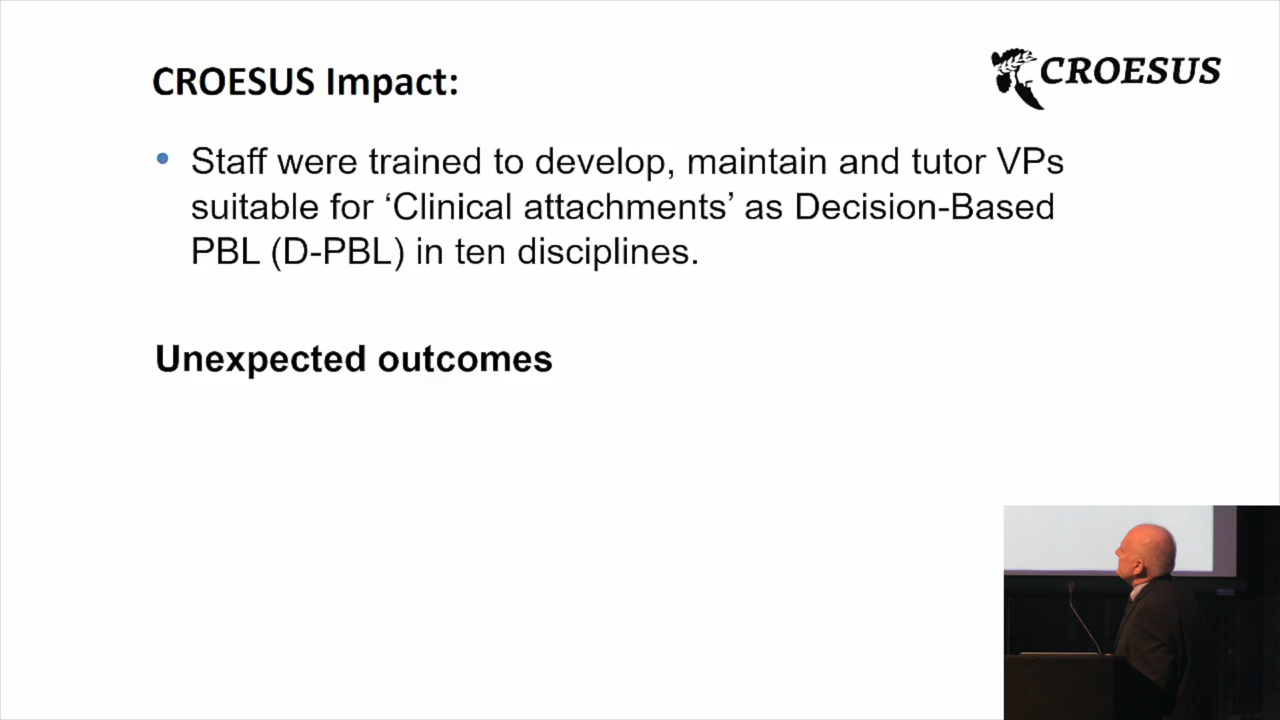 CROESUS Impact:
CROESUS
• Staff were trained to develop, maintain and tutor VPs
suitable for ‘Clinical attachments’ as Decision-Based
PBL (D-PBL) in ten disciplines.
Unexpected outcomes